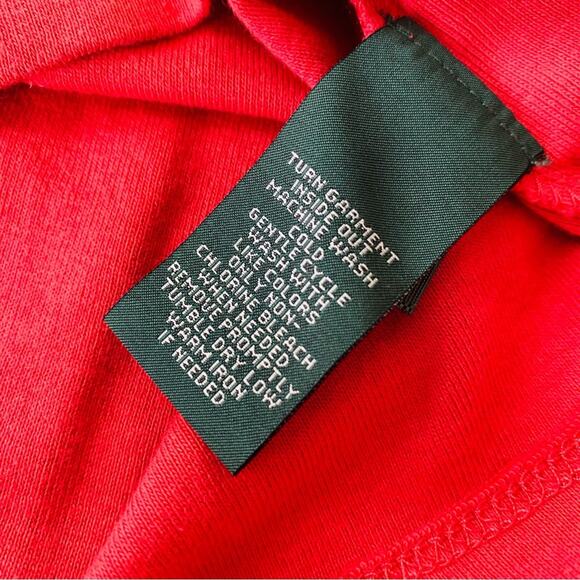 TURN GARMENT
INSIDE OUT
MACHINE WASH
COLD
GENTLE CYCLE
WASH WITH
LIKE COLORS
ONLY NON-
CHLORINE BLEACH
WHEN NEEDED
REMOVE PROMPTLY
TUMBLE DRY LOW
WARM IRON
IF NEEDED